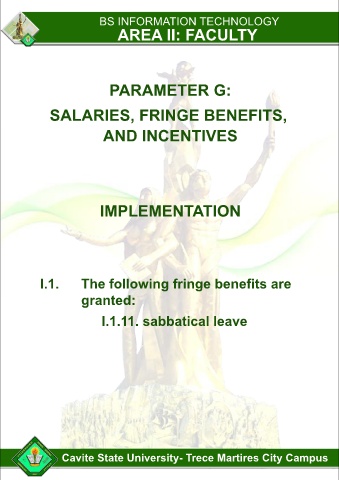 BS INFORMATION TECHNOLOGY
AREA II: FACULTY
PARAMETER G:
SALARIES, FRINGE BENEFITS,
AND INCENTIVES
IMPLEMENTATION
I.1. The following fringe benefits are
granted:
I.1.11. sabbatical leave
Cavite State University- Trece Martires City Campus